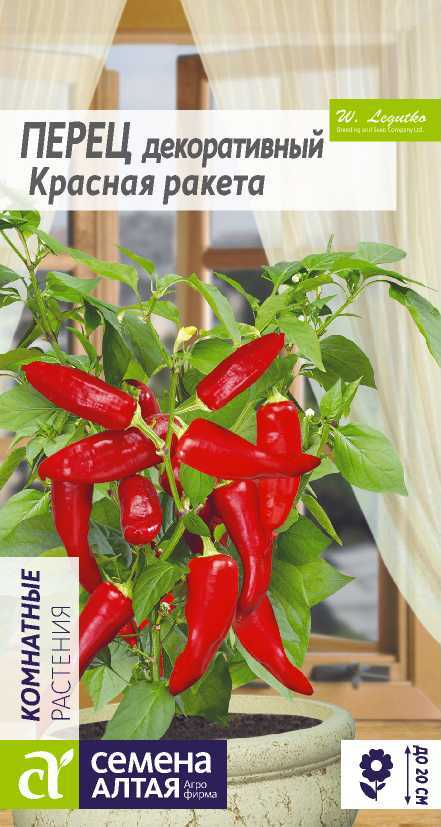 W. Legutko
Breeding and Seed Company Ltd.
ПЕРЕЦ декоративный
Красная ракета
КОМНАТНЫЕ
РАСТЕНИЯ
семена
АЛТАЯ Агро
фирма
ДО 20 СМ